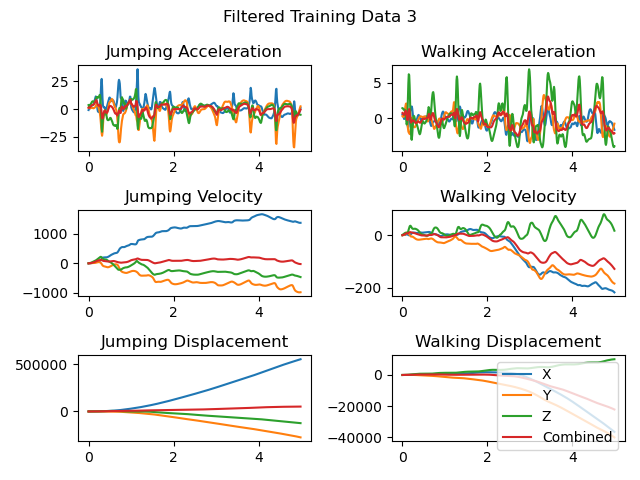 Filtered Training Data 3
Jumping Acceleration
Walking Acceleration
25
0
−25
0 2 4
5
0
0 2 4
Jumping Velocity
Walking Velocity
1000
0
−1000
0 2 4
0
−200
0 2 4
Jumping Displacement
Walking Displacement
500000
0
0 2 4
0
−20000
−40000
0 2 4
X
Y
Z
Combined